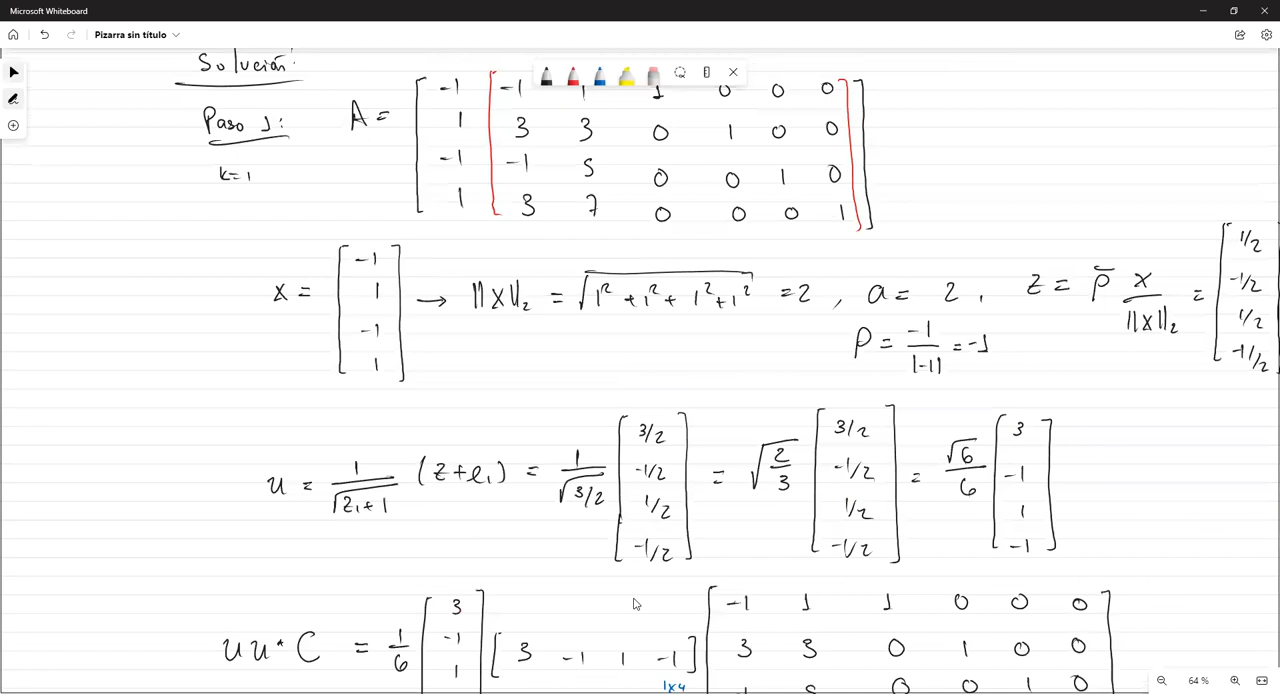 Microsoft Whiteboard
Pizarra sin título
Solución:
Paso 1:
k=1
A =
-1 -1 1 1 0 0 0
1 3 3 0 1 0 0
-1 -1 5 0 0 1 0
1 3 7 0 0 0 1
x = [-1 1 -1 1] → ||x||₂ = √(1² + 1² + 1² + 1²) = 2, a = 2, z = ρ̄ x/||x||₂ = [1/2 -1/2 1/2 -1/2]
ρ = -1/|-1| = -1
u = 1/√(z₁+1) (z+e₁) = 1/√(3/2) [3/2 -1/2 1/2 -1/2] = √(2/3) [3/2 -1/2 1/2 -1/2] = √6/6 [3 -1 1 -1]
uu*C = 1/6 [3 -1 1 [3 -1 1 -1]
1x4
-1 1 1 0 0 0
3 3 0 1 0 0
0 0 1 0
64 %